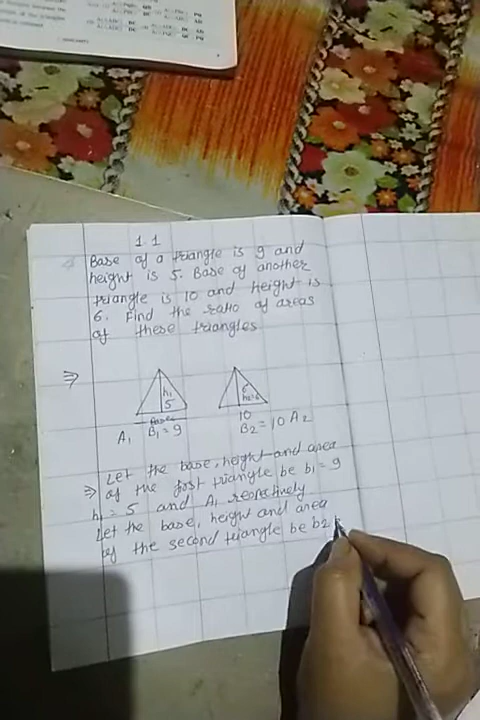 1.1
Base of a triangle is 9 and
height is 5. Base of another
triangle is 10 and height is
6. Find the ratio of areas
of these triangles
⇒
h1
5
6
10
A1 B1 = 9
B2 = 10 A2
⇒ Let the base, height and area
of the first triangle be b1 = 9
h1 = 5 and A1 respectively
Let the base, height and area
of the second triangle be b2